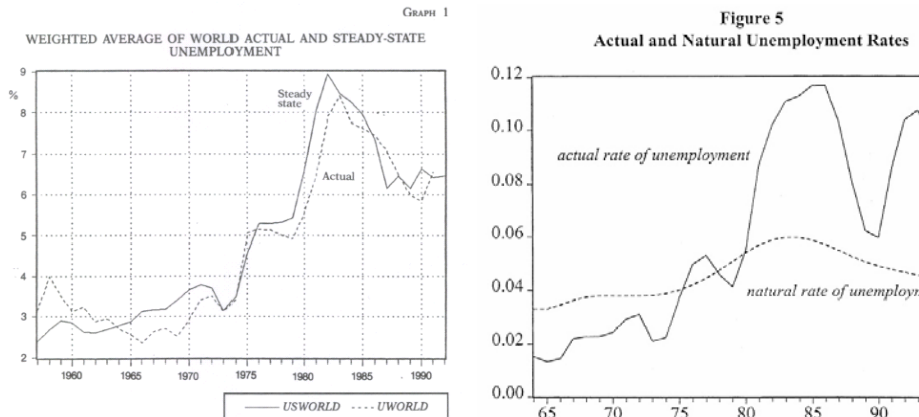 GRAPH 1
WEIGHTED AVERAGE OF WORLD ACTUAL AND STEADY-STATE
UNEMPLOYMENT
9
%
8
7
6
5
4
3
2
Steady
state
Actual
1960
1965
1970
1975
1980
1985
1990
USWORLD
UWORLD
Figure 5
Actual and Natural Unemployment Rates
0.12
0.10
0.08
0.06
0.04
0.02
0.00
actual rate of unemployment
natural rate of unemploym
65
70
75
80
85
90